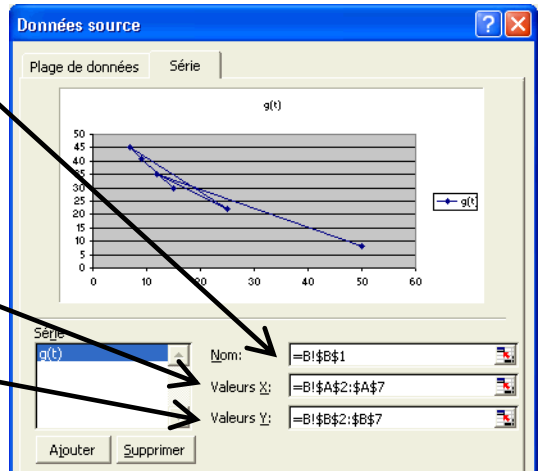 Données source
Plage de données Série
g(t)
50
45
40
35
30
25
20
15
10
5
0
0 10 20 30 40 50 60
g(t)
Série
g(t)
Nom: =B!$B$1
Valeurs X: =B!$A$2:$A$7
Valeurs Y: =B!$B$2:$B$7
Ajouter Supprimer